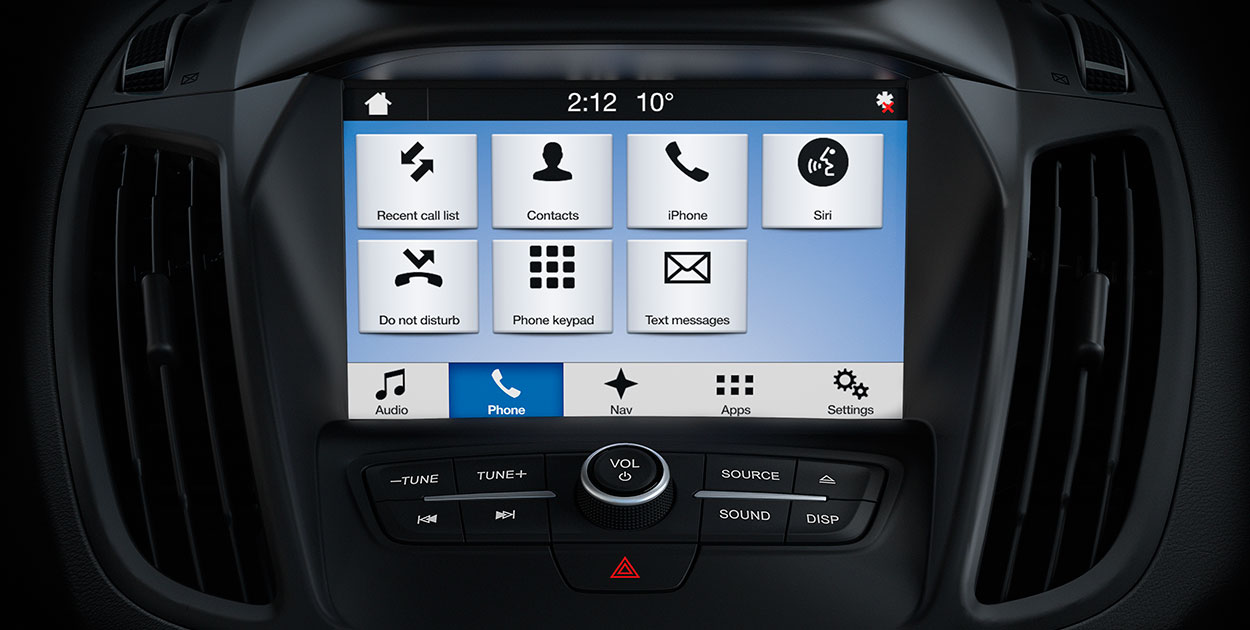 2:12 10°
Recent call list
Contacts
iPhone
Siri
Do not disturb
Phone keypad
Text messages
Audio
Phone
Nav
Apps
Settings
–TUNE
TUNE+
VOL
SOURCE
SOUND
DISP